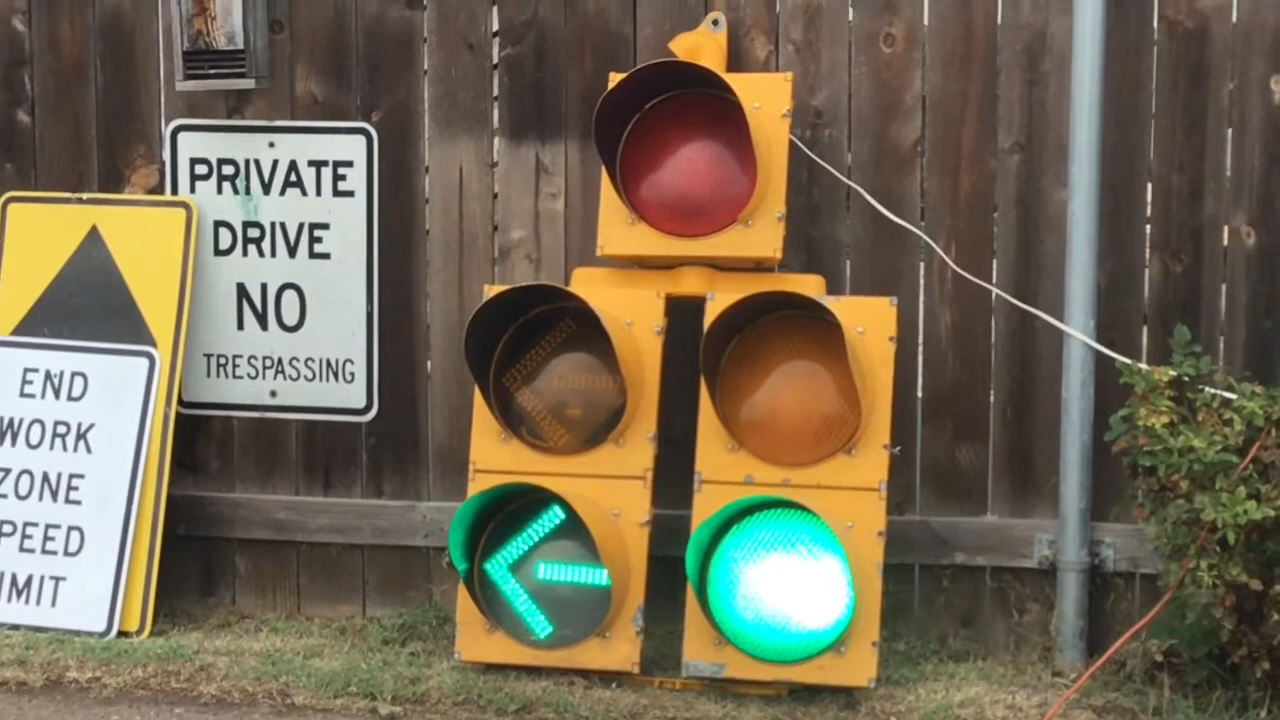 PRIVATE
DRIVE
NO
TRESPASSING
END
WORK
ZONE
PEED
IMIT